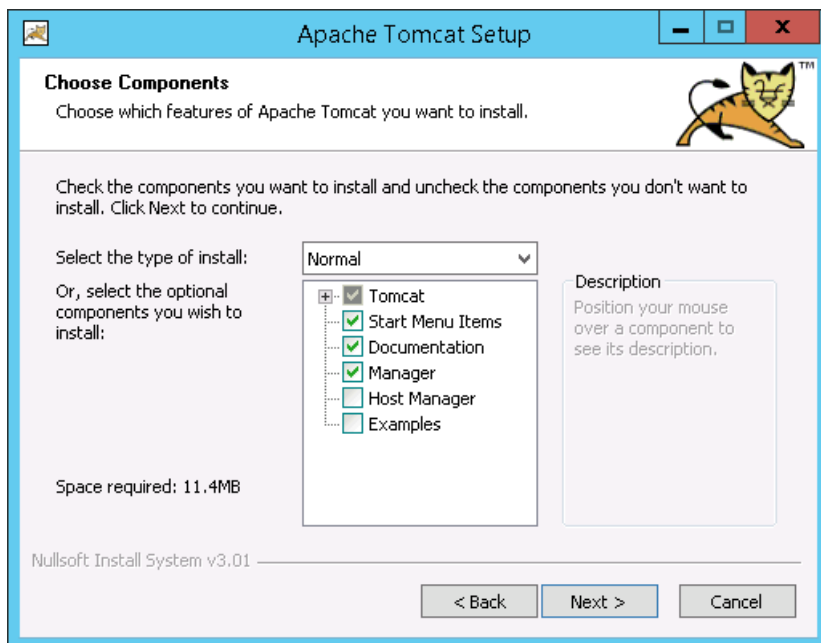 Apache Tomcat Setup
Choose Components
Choose which features of Apache Tomcat you want to install.
TM
Check the components you want to install and uncheck the components you don't want to
install. Click Next to continue.
Select the type of install:
Normal
Or, select the optional
components you wish to
install:
Tomcat
Start Menu Items
Documentation
Manager
Host Manager
Examples
Description
Position your mouse
over a component to
see its description.
Space required: 11.4MB
Nullsoft Install System v3.01
< Back
Next >
Cancel